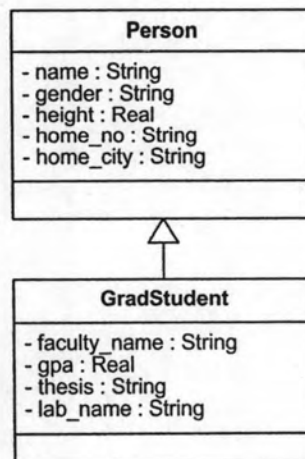 Person
- name : String
- gender : String
- height : Real
- home_no : String
- home_city : String
GradStudent
- faculty_name : String
- gpa : Real
- thesis : String
- lab_name : String